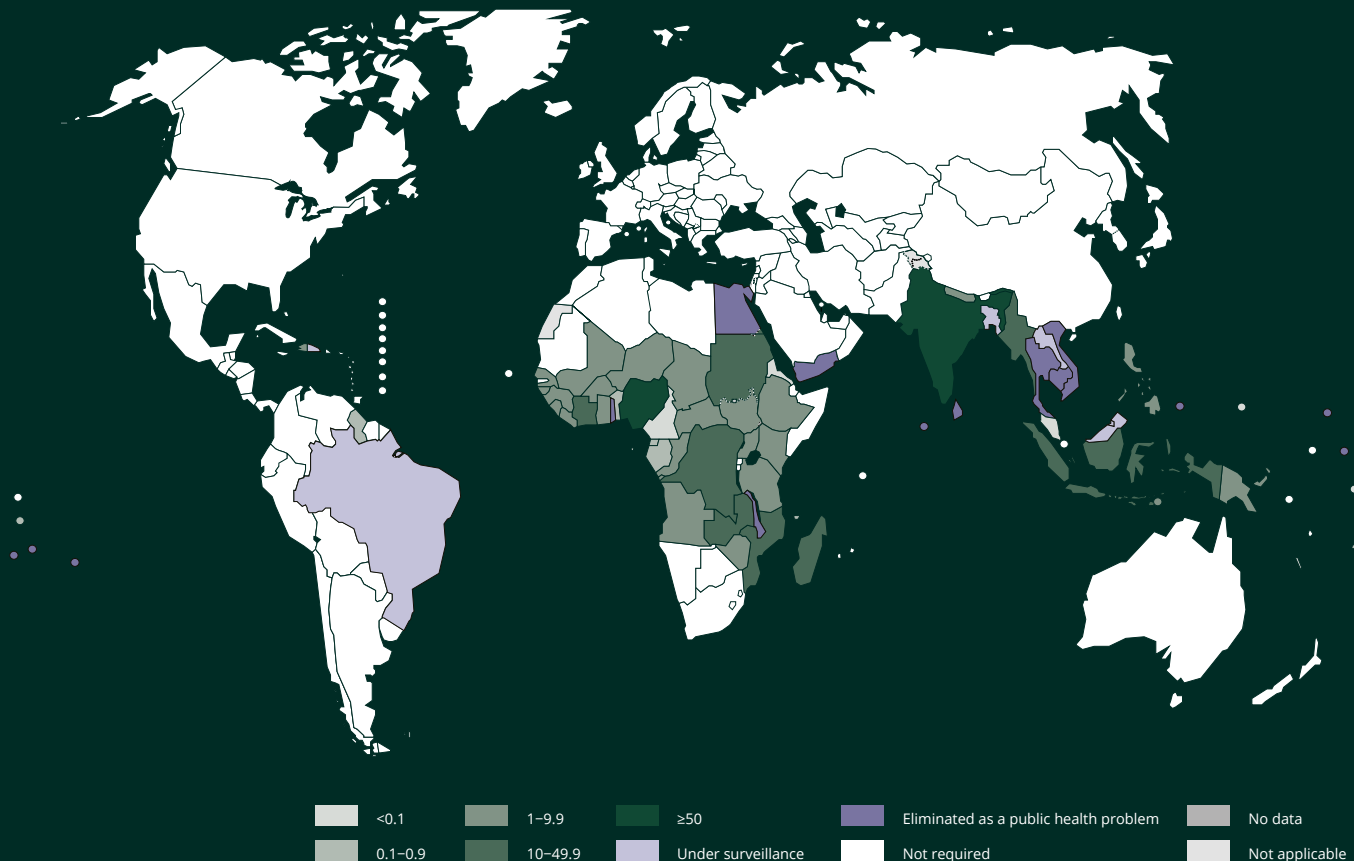 <0.1 1–9.9 ≥50 Eliminated as a public health problem No data
0.1–0.9 10–49.9 Under surveillance Not required Not applicable